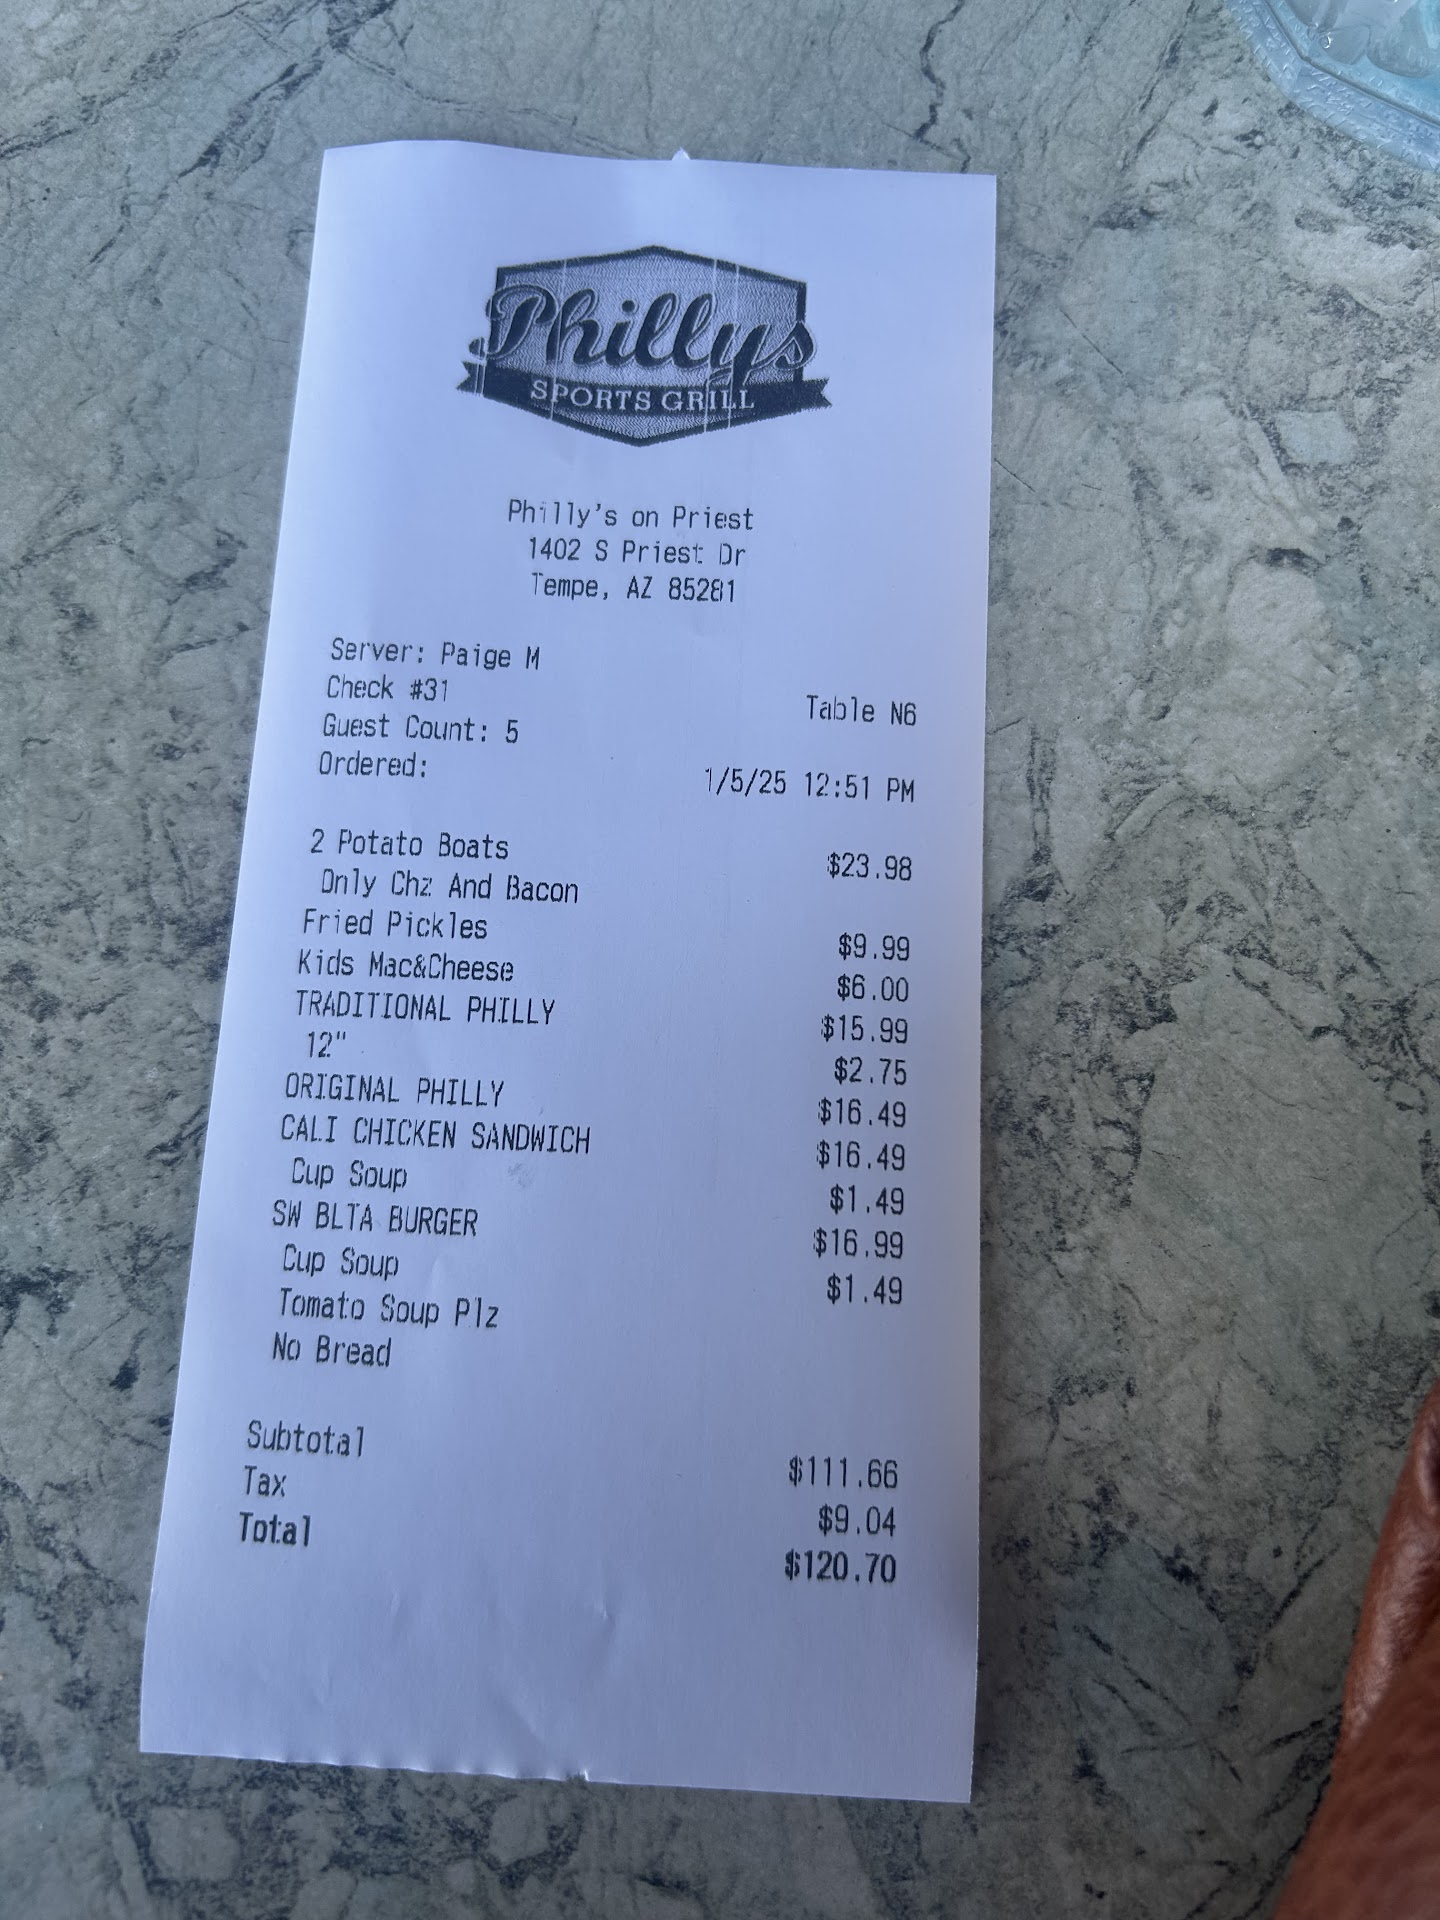 Phillys
SPORTS GRILL
Philly's on Priest
1402 S Priest Dr
Tempe, AZ 85281
Server: Paige M
Check #31 Table N6
Guest Count: 5
Ordered: 1/5/25 12:51 PM
2 Potato Boats $23.98
Only Chz And Bacon
Fried Pickles $9.99
Kids Mac&Cheese $6.00
TRADITIONAL PHILLY $15.99
12" $2.75
ORIGINAL PHILLY $16.49
CALI CHICKEN SANDWICH $16.49
Cup Soup $1.49
SW BLTA BURGER $16.99
Cup Soup $1.49
Tomato Soup Plz
No Bread
Subtotal $111.66
Tax $9.04
Total $120.70